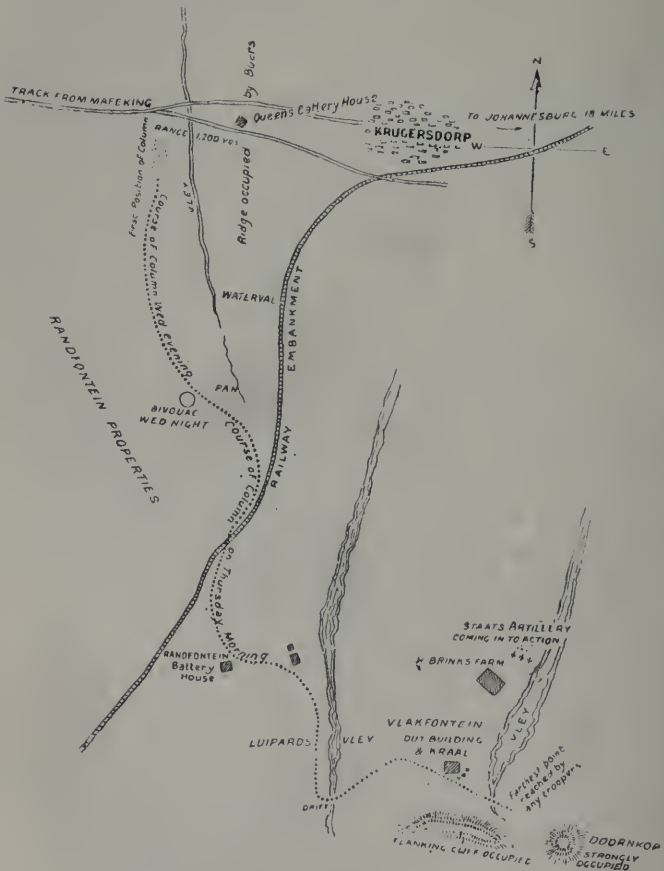 N
TRACK FROM MAFEKING
Ridge occupied by Boers
Queens Battery House
KRUGERSDORP
TO JOHANNESBURG 18 MILES
W
E
S
RANGE 1,200 yds
First Position of Column
VLEY
Course of Column Wed evening
WATERVAL
PAN
RAILWAY EMBANKMENT
RANDFONTEIN PROPERTIES
BIVOUAC
WED NIGHT
Course of Column on Thursday Morning
RANDFONTEIN
Battery
House
STAATS ARTILLERY
COMING IN TO ACTION
BRINKS FARM
VLEY
LUIPARDS VLEY
VLAKFONTEIN
OUT BUILDING
& KRAAL
Farthest point
reached by
any troopers
DRIFT
FLANKING CLIFF OCCUPIED
DOORNKOP
STRONGLY
OCCUPIED